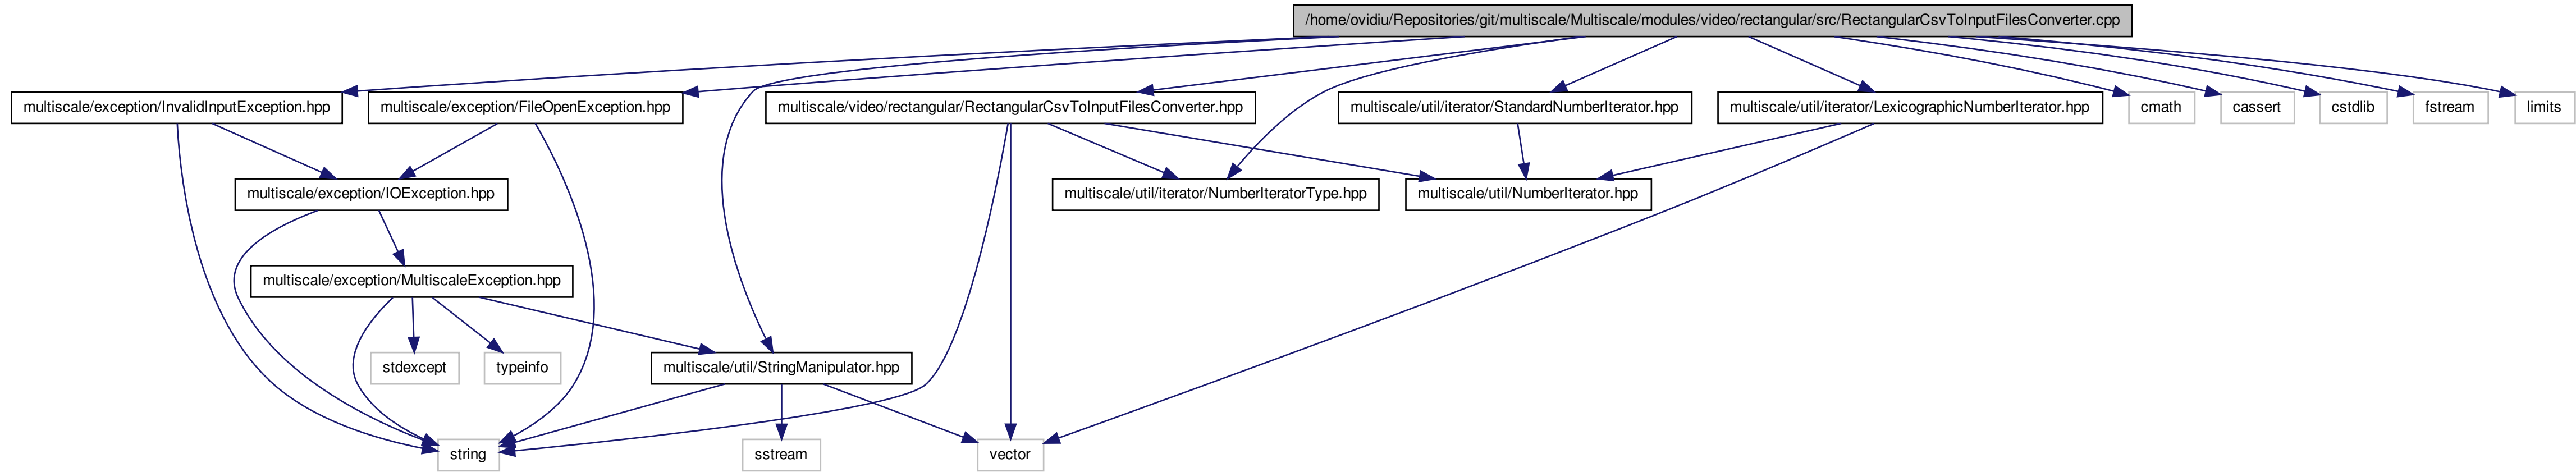 /home/ovidiu/Repositories/git/multiscale/Multiscale/modules/video/rectangular/src/RectangularCsvToInputFilesConverter.cpp
multiscale/exception/InvalidInputException.hpp
multiscale/exception/FileOpenException.hpp
multiscale/video/rectangular/RectangularCsvToInputFilesConverter.hpp
multiscale/util/iterator/StandardNumberIterator.hpp
multiscale/util/iterator/LexicographicNumberIterator.hpp
cmath
cassert
cstdlib
fstream
limits
multiscale/exception/IOException.hpp
multiscale/util/iterator/NumberIteratorType.hpp
multiscale/util/NumberIterator.hpp
multiscale/exception/MultiscaleException.hpp
stdexcept
typeinfo
multiscale/util/StringManipulator.hpp
string
sstream
vector